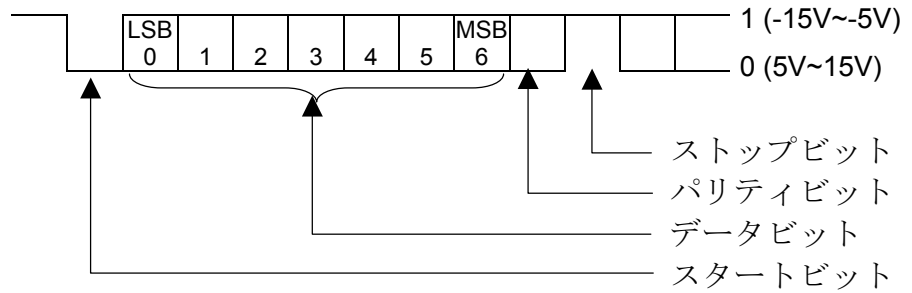 1 (-15V~-5V)
LSB MSB
0 1 2 3 4 5 6
0 (5V~15V)
ストップビット
パリティビット
データビット
スタートビット